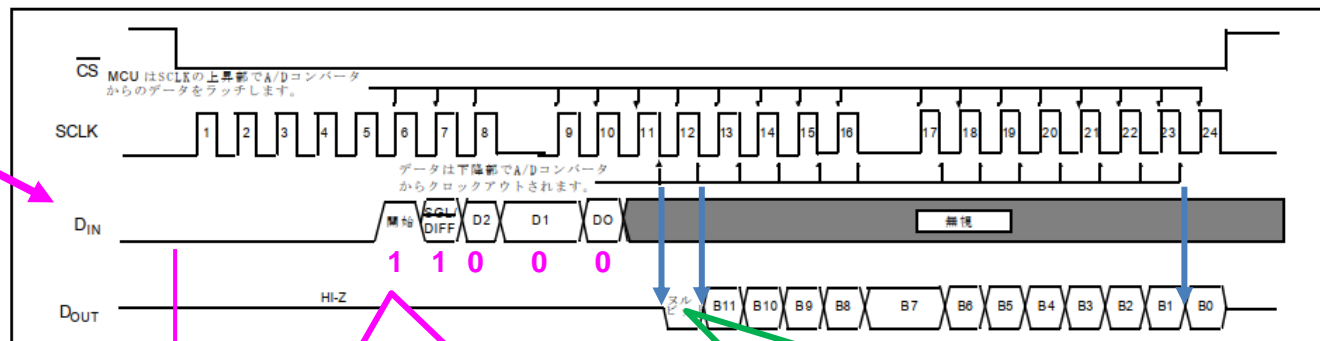 CS
MCU はSCLKの上昇部でA/Dコンバータ
からのデータをラッチします。
SCLK
1 2 3 4 5 6 7 8 9 10 11 12 13 14 15 16 17 18 19 20 21 22 23 24
データは下降部でA/Dコンバータ
からクロックアウトされます。
DIN
開始
SGL/
DIFF
D2 D1 DO
無視
1 1 0 0 0
DOUT
HI-Z
ヌル
ビット
B11 B10 B9 B8 B7 B6 B5 B4 B3 B2 B1 B0